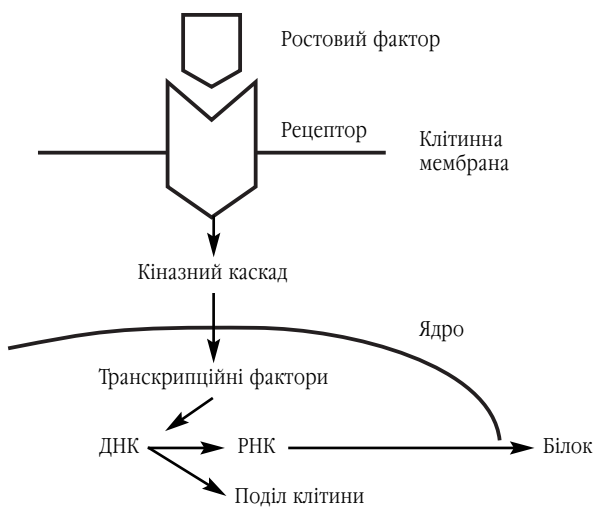 Ростовий фактор
Рецептор
Клітинна
мембрана
Кіназний каскад
Ядро
Транскрипційні фактори
ДНК
РНК
Білок
Поділ клітини